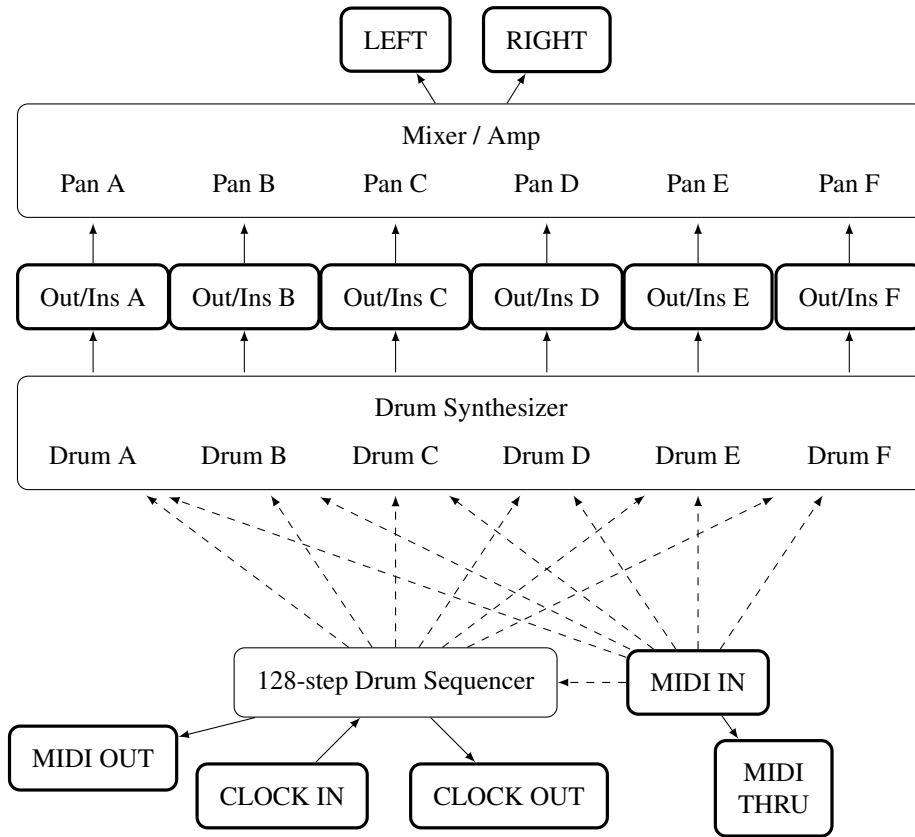 LEFT RIGHT
Mixer / Amp
Pan A Pan B Pan C Pan D Pan E Pan F
Out/Ins A Out/Ins B Out/Ins C Out/Ins D Out/Ins E Out/Ins F
Drum Synthesizer
Drum A Drum B Drum C Drum D Drum E Drum F
128-step Drum Sequencer MIDI IN
MIDI OUT
CLOCK IN CLOCK OUT
MIDI
THRU